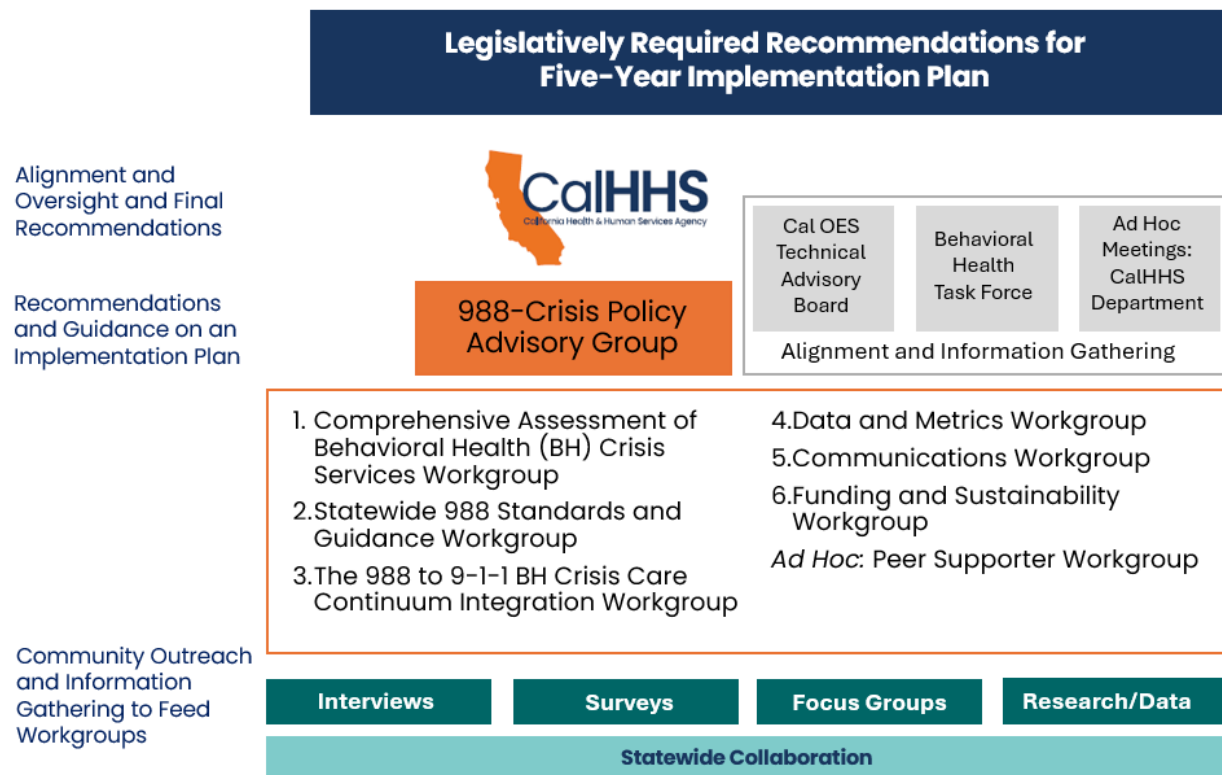 Legislatively Required Recommendations for
Five-Year Implementation Plan
Alignment and
Oversight and Final
Recommendations
CalHHS
California Health & Human Services Agency
Cal OES
Technical
Advisory
Board
Behavioral
Health
Task Force
Ad Hoc
Meetings:
CalHHS
Department
Alignment and Information Gathering
Recommendations
and Guidance on an
Implementation Plan
988-Crisis Policy
Advisory Group
1. Comprehensive Assessment of
Behavioral Health (BH) Crisis
Services Workgroup
2.Statewide 988 Standards and
Guidance Workgroup
3.The 988 to 9-1-1 BH Crisis Care
Continuum Integration Workgroup
4.Data and Metrics Workgroup
5.Communications Workgroup
6.Funding and Sustainability
Workgroup
Ad Hoc: Peer Supporter Workgroup
Community Outreach
and Information
Gathering to Feed
Workgroups
Interviews
Surveys
Focus Groups
Research/Data
Statewide Collaboration